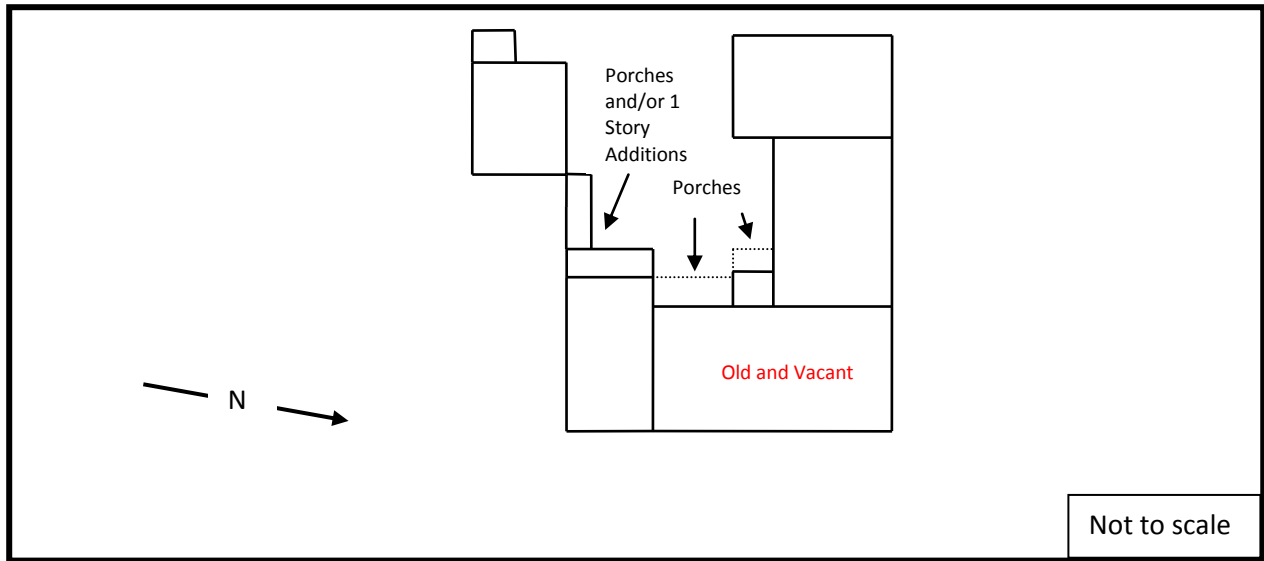 Porches
and/or 1
Story
Additions
Porches
Old and Vacant
N
Not to scale